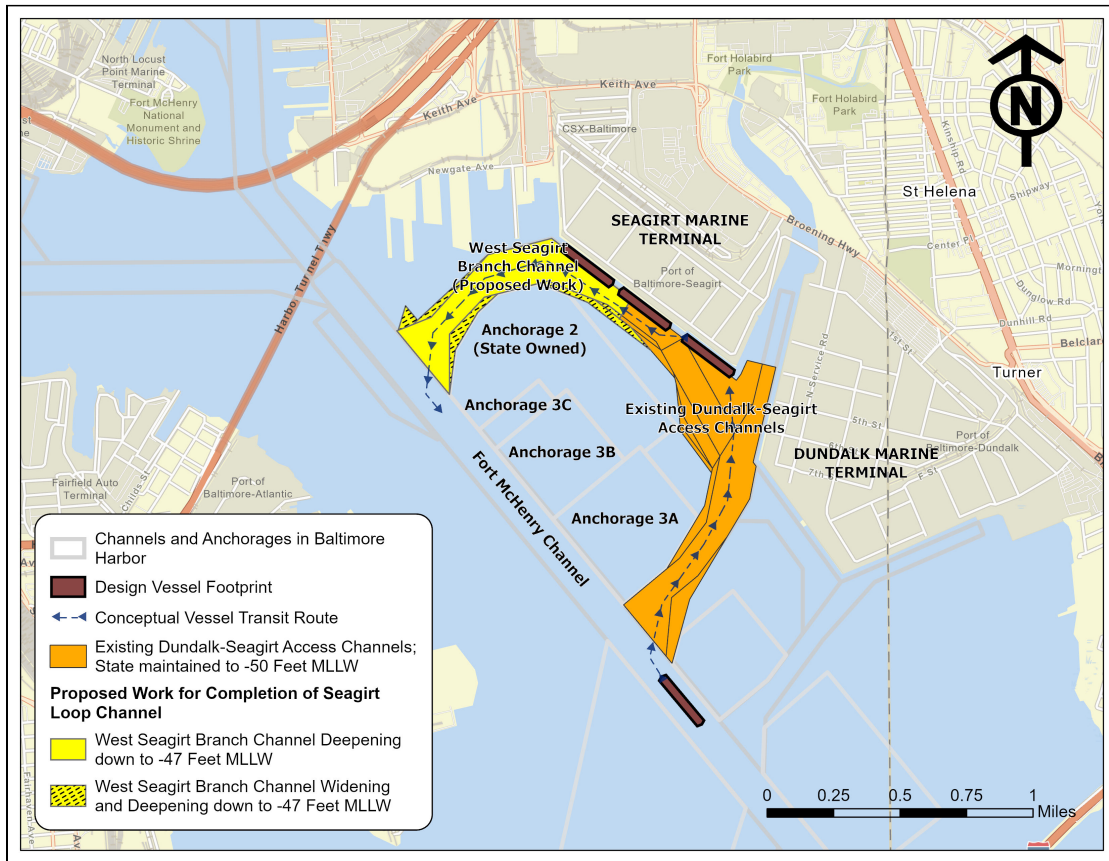 North Locust
Point Marine
Terminal
Fort McHenry
National
Monument and
Historic Shrine
Keith Ave
Keith Ave
Fort Holabird
Park
Fort Holabird
Park
CSX-Baltimore
Newgate Ave
Kinship Rd
Shipway
St Helena
Broening Hwy
Center Pl
Dunglow Rd
Dunhill Rd
SEAGIRT MARINE
TERMINAL
Port of
Baltimore-Seagirt
West Seagirt
Branch Channel
(Proposed Work)
Anchorage 2
(State Owned)
1st St
N Service Rd
Turner
Anchorage 3C
Existing Dundalk-Seagirt
Access Channels
5th St
Port of
Baltimore-Dundalk
DUNDALK MARINE
TERMINAL
F St
Anchorage 3B
Anchorage 3A
Fort McHenry Channel
Fairfield Auto
Terminal
Childs St
Port of
Baltimore-Atlantic
N
Channels and Anchorages in Baltimore
Harbor
Design Vessel Footprint
Conceptual Vessel Transit Route
Existing Dundalk-Seagirt Access Channels;
State maintained to -50 Feet MLLW
Proposed Work for Completion of Seagirt
Loop Channel
West Seagirt Branch Channel Deepening
down to -47 Feet MLLW
West Seagirt Branch Channel Widening
and Deepening down to -47 Feet MLLW
Fairhaven Ave
0 0.25 0.5 0.75 1
Miles